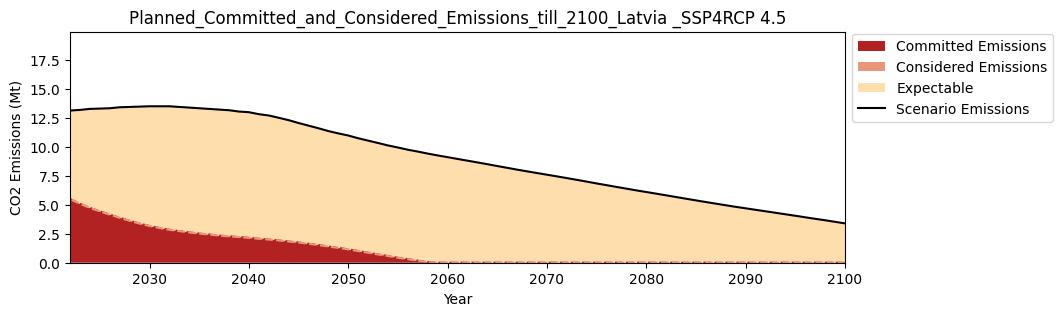 Planned_Committed_and_Considered_Emissions_till_2100_Latvia _SSP4RCP 4.5
CO2 Emissions (Mt)
17.5
15.0
12.5
10.0
7.5
5.0
2.5
0.0
2030 2040 2050 2060 2070 2080 2090 2100
Year
Committed Emissions
Considered Emissions
Expectable
Scenario Emissions